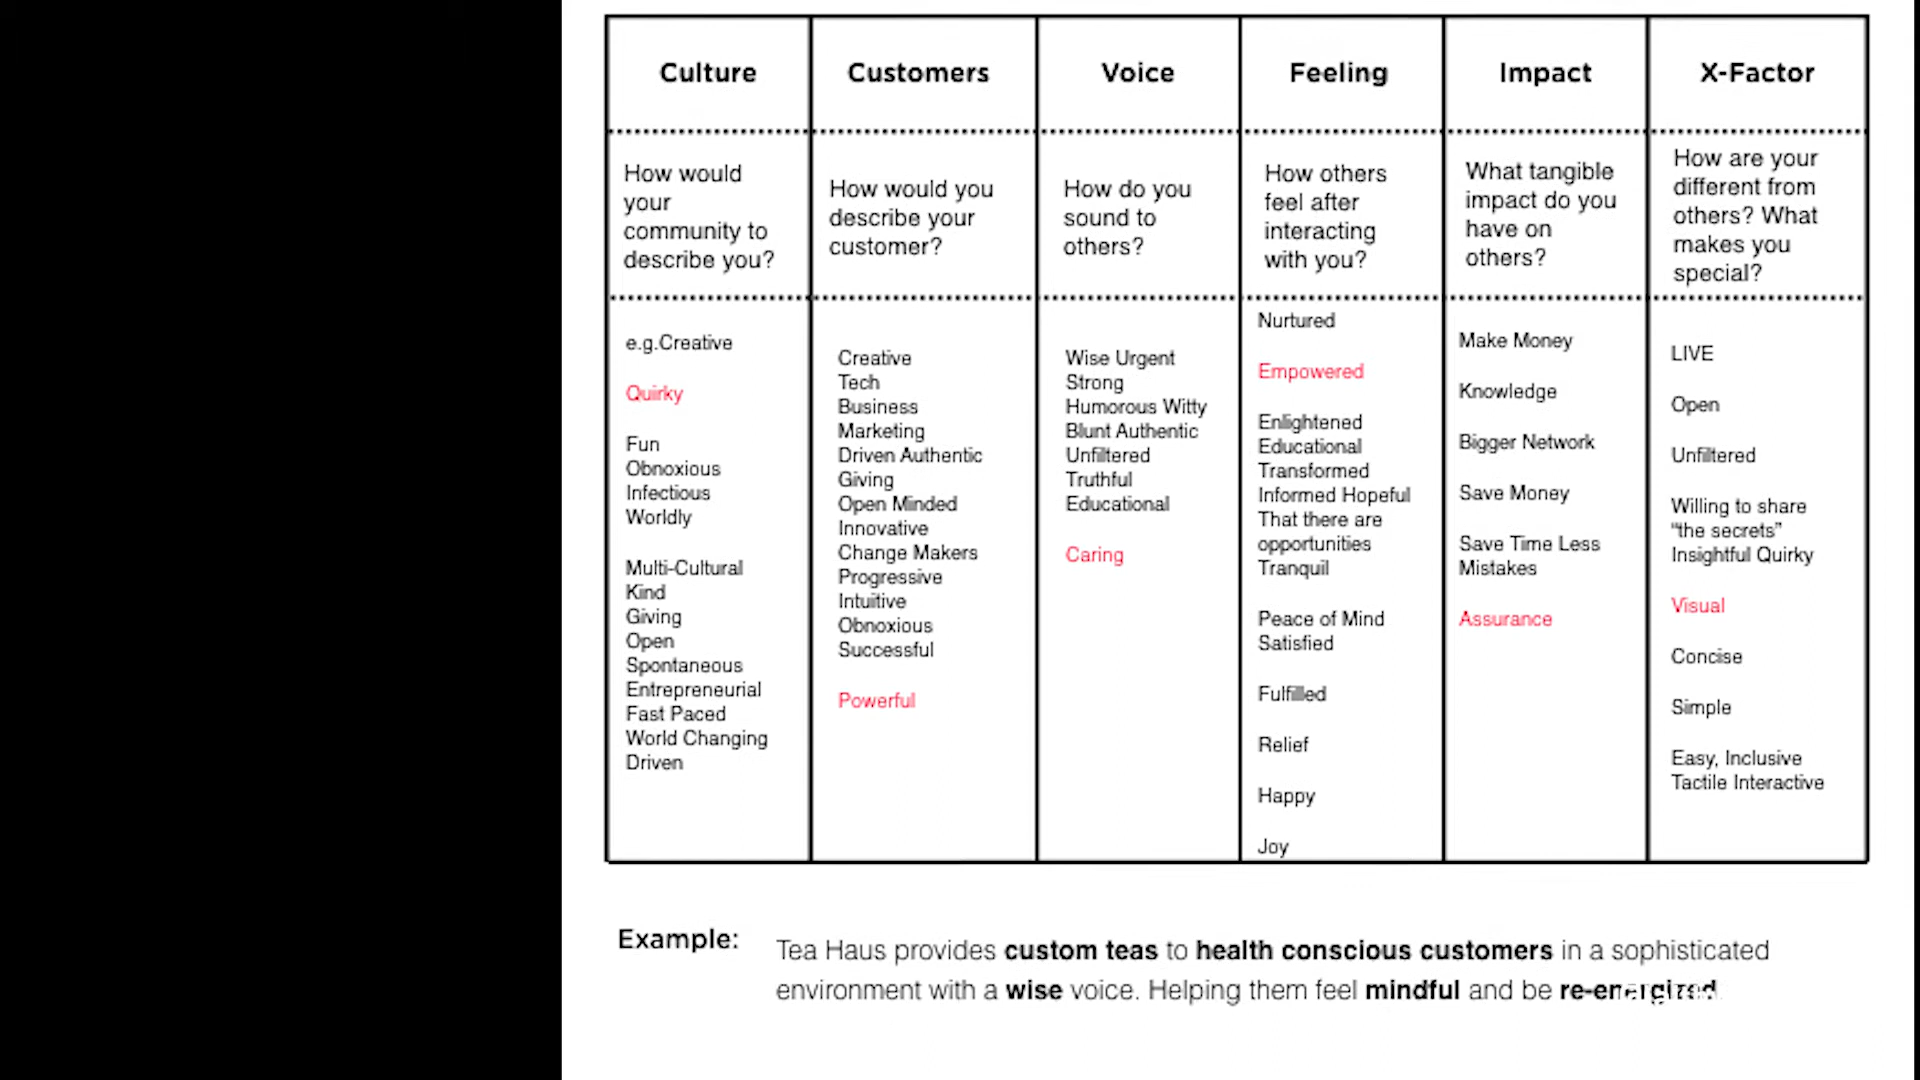 Culture
Customers
Voice
Feeling
Impact
X-Factor
How would
your
community to
describe you?
How would you
describe your
customer?
How do you
sound to
others?
How others
feel after
interacting
with you?
What tangible
impact do you
have on
others?
How are your
different from
others? What
makes you
special?
e.g.Creative
Quirky
Fun
Obnoxious
Infectious
Worldly
Multi-Cultural
Kind
Giving
Open
Spontaneous
Entrepreneurial
Fast Paced
World Changing
Driven
Creative
Tech
Business
Marketing
Driven Authentic
Giving
Open Minded
Innovative
Change Makers
Progressive
Intuitive
Obnoxious
Successful
Powerful
Wise Urgent
Strong
Humorous Witty
Blunt Authentic
Unfiltered
Truthful
Educational
Caring
Nurtured
Empowered
Enlightened
Educational
Transformed
Informed Hopeful
That there are
opportunities
Tranquil
Peace of Mind
Satisfied
Fulfilled
Relief
Happy
Joy
Make Money
Knowledge
Bigger Network
Save Money
Save Time Less
Mistakes
Assurance
LIVE
Open
Unfiltered
Willing to share
"the secrets"
Insightful Quirky
Visual
Concise
Simple
Easy, Inclusive
Tactile Interactive
Example:
Tea Haus provides custom teas to health conscious customers in a sophisticated
environment with a wise voice. Helping them feel mindful and be re-energized